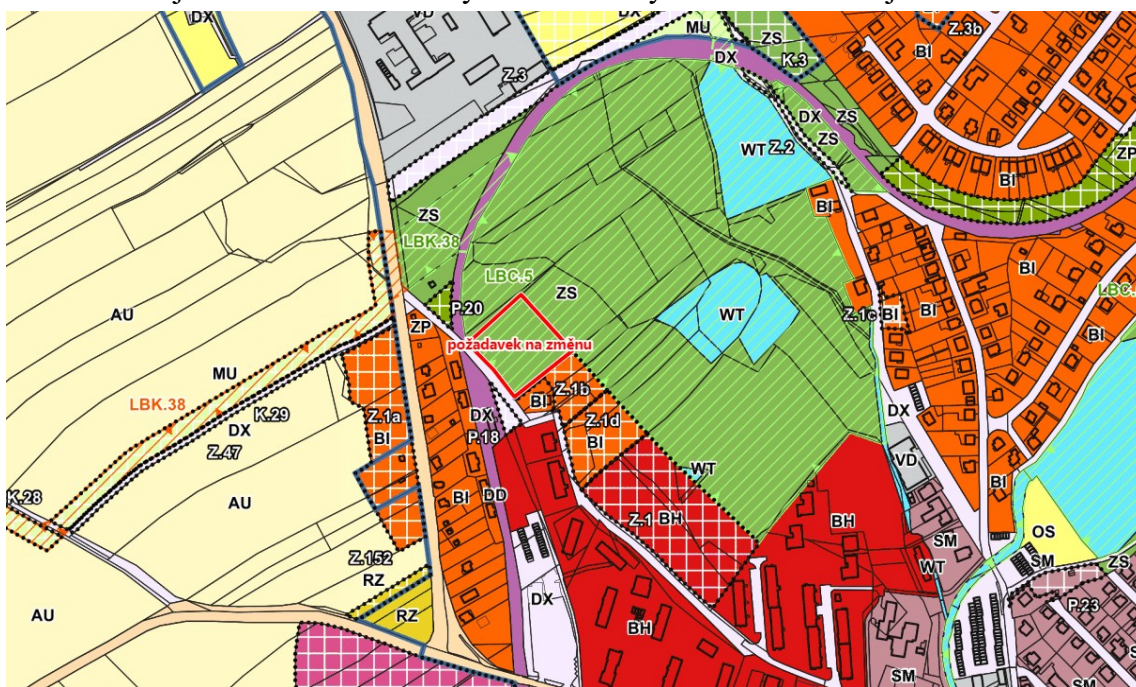 DX
VD
DX
MU
DX
ZS
K.3
Z.3b
BI
BI
Z.3
DX
ZS
ZS
WT
Z.2
ZP
BI
ZS
LBK.38
BI
BI
LBC.5
ZS
AU
BI
BI
P.20
WT
Z.1c
BI
BI
ZP
požadavek na změnu
MU
LBK.38
K.29
DX
Z.47
Z.1a
BI
DX
P.18
BI
Z.1b
Z.1d
BI
DX
VD
BI
K.28
AU
BI
DD
WT
BH
Z.1
BH
OS
SM
SM
WT
ZS
Z.152
RZ
RZ
AU
DX
BH
P.23
SM
SM